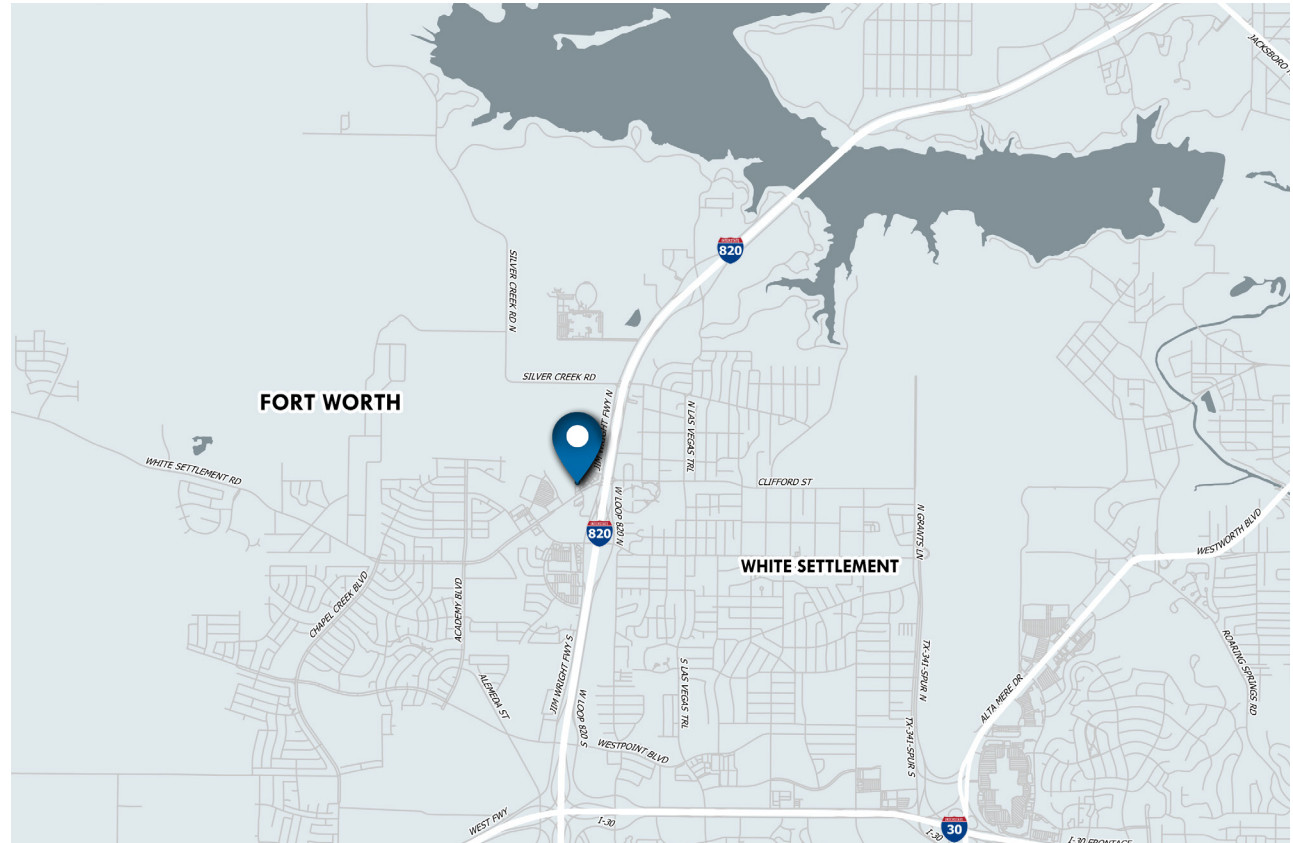 JACKSBORO
INTERSTATE
820
SILVER CREEK RD N
SILVER CREEK RD
FORT WORTH
JIM WRIGHT FWY N
N LAS VEGAS TRL
WHITE SETTLEMENT RD
CLIFFORD ST
W LOOP 820 N
N GRANTS LN
INTERSTATE
820
WESTWORTH BLVD
WHITE SETTLEMENT
CHAPEL CREEK BLVD
ACADEMY BLVD
ROARING SPRINGS RD
TX-341-SPUR N
ALEMEDA ST
JIM WRIGHT FWY S
S LAS VEGAS TRL
ALTA MERE DR
W LOOP 820 S
WESTPOINT BLVD
TX-341-SPUR S
WEST FWY
I-30
I-30
INTERSTATE
30
I-30 FRONTAGE